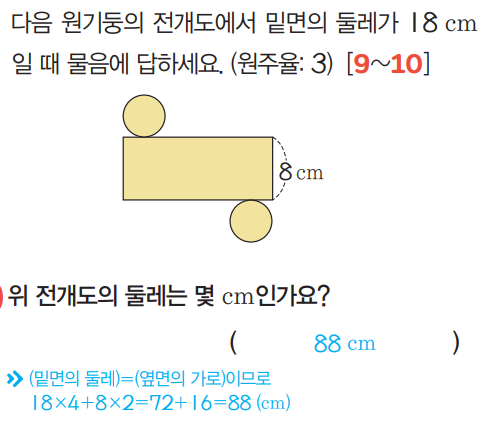 다음 원기둥의 전개도에서 밑면의 둘레가 18 cm
일 때 물음에 답하세요. (원주율: 3) [9~10]
8 cm
위 전개도의 둘레는 몇 cm인가요?
( 88 cm )
(밑면의 둘레)=(옆면의 가로)이므로
18×4+8×2=72+16=88 (cm)